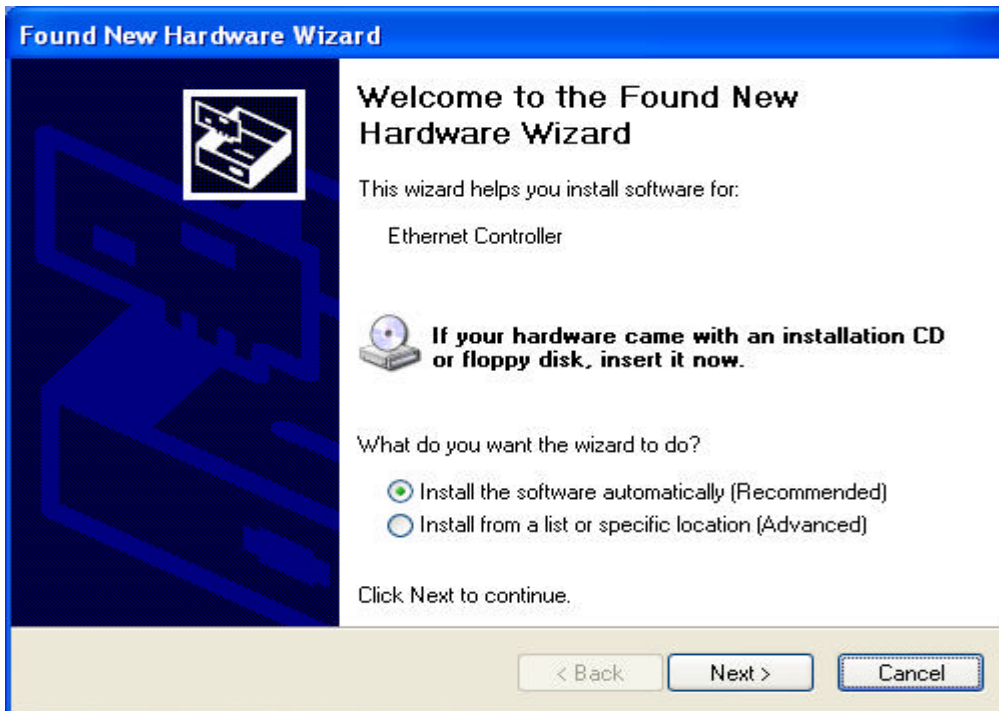 Found New Hardware Wizard
Welcome to the Found New
Hardware Wizard
This wizard helps you install software for:
Ethernet Controller
If your hardware came with an installation CD
or floppy disk, insert it now.
What do you want the wizard to do?
Install the software automatically (Recommended)
Install from a list or specific location (Advanced)
Click Next to continue.
< Back
Next >
Cancel